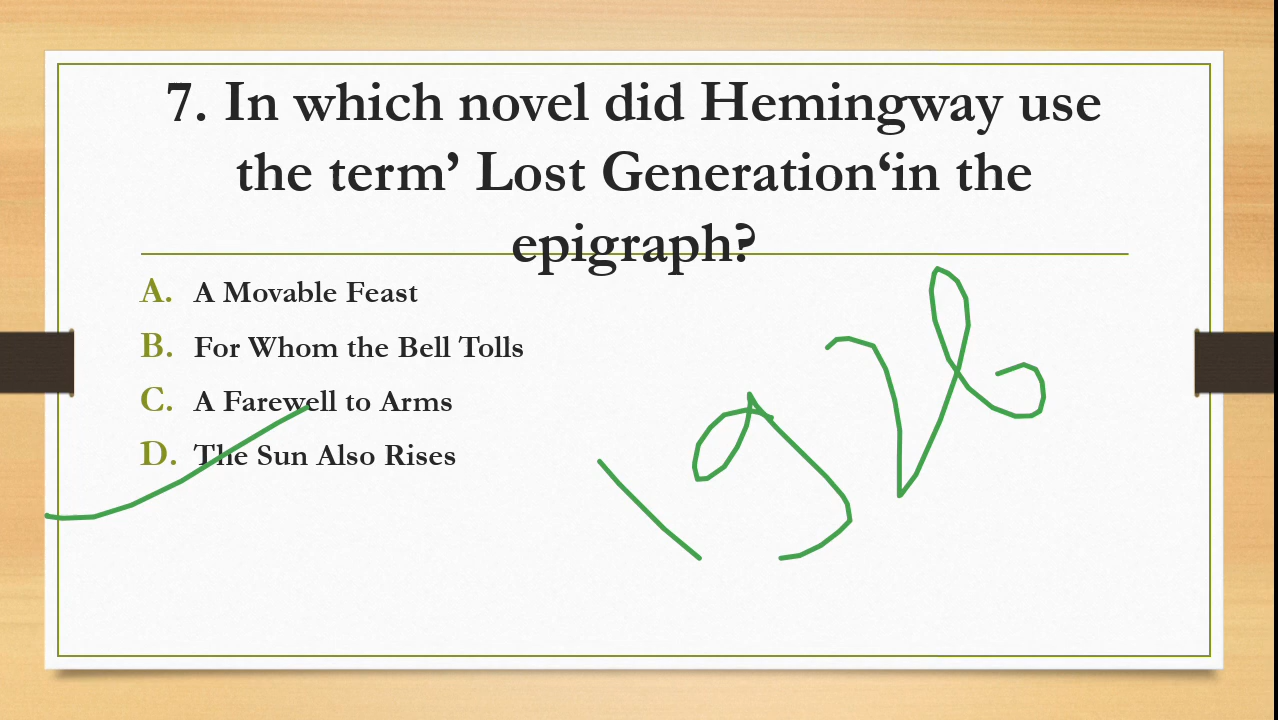 7. In which novel did Hemingway use
the term’ Lost Generation‘in the
epigraph?
A. A Movable Feast
B. For Whom the Bell Tolls
C. A Farewell to Arms
D. The Sun Also Rises